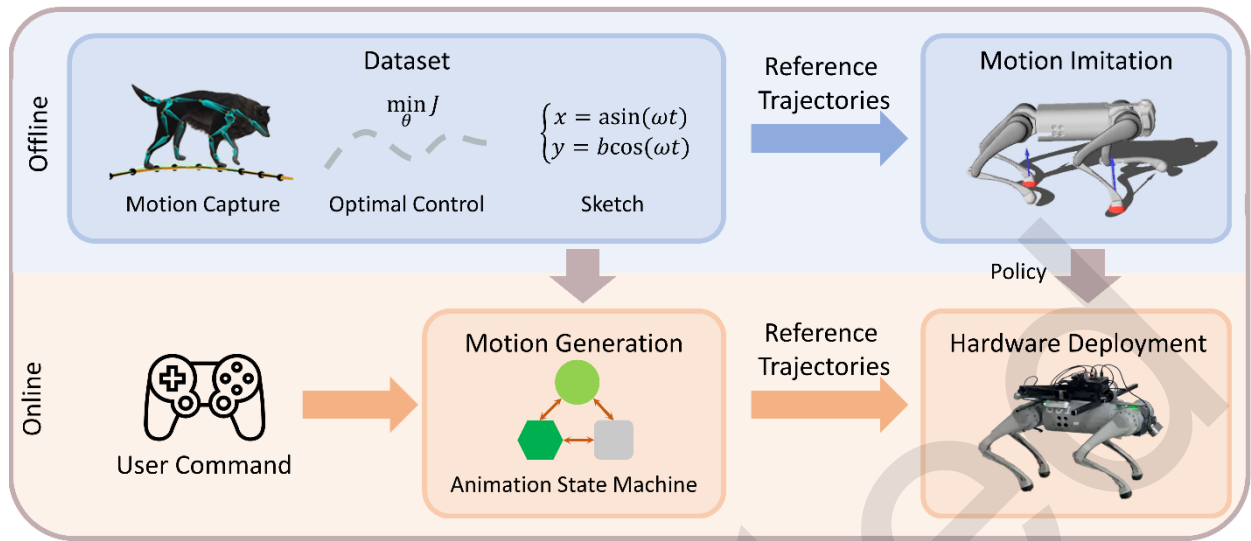 Offline
Dataset
Motion Capture
min J
θ
Optimal Control
x = asin(ωt)
y = bcos(ωt)
Sketch
Reference
Trajectories
Motion Imitation
Policy
Online
User Command
Motion Generation
Animation State Machine
Reference
Trajectories
Hardware Deployment